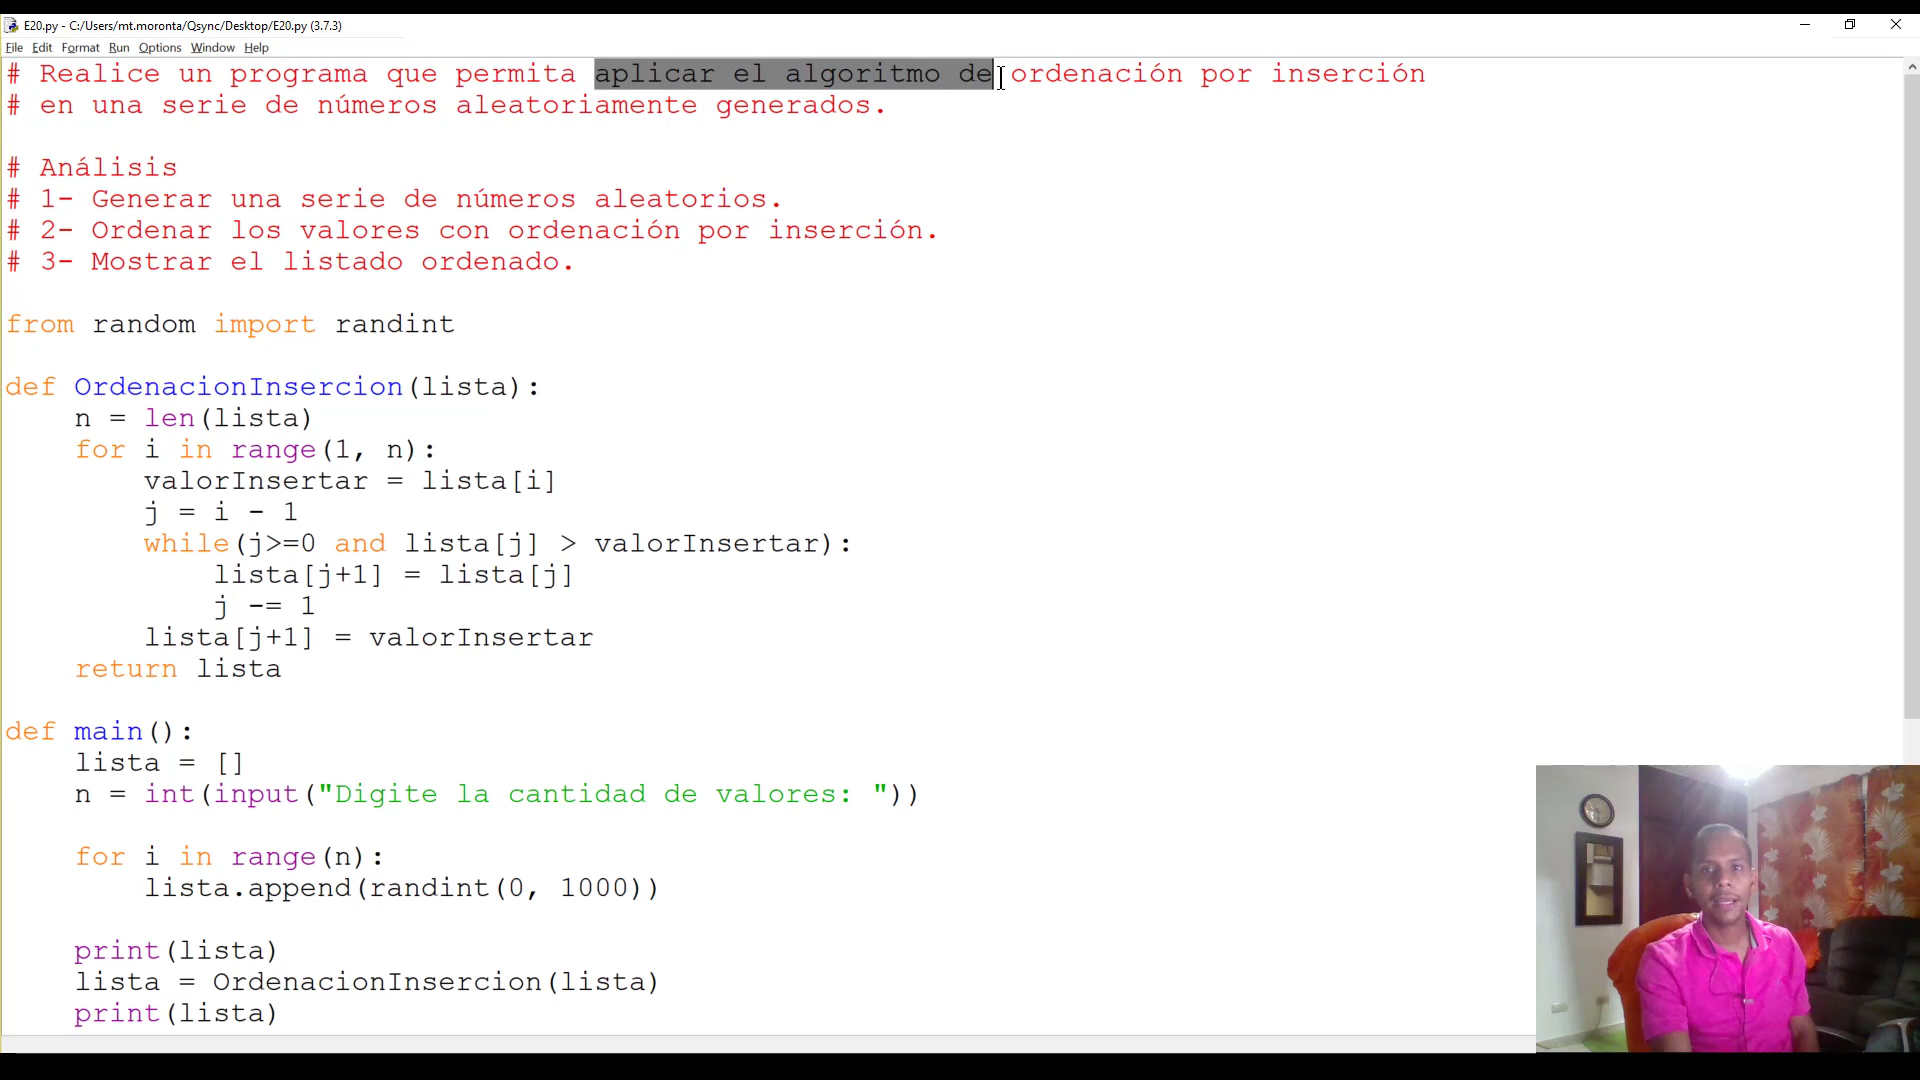 E20.py - C:/Users/mt.moronta/Qsync/Desktop/E20.py (3.7.3)
File Edit Format Run Options Window Help
# Realice un programa que permita aplicar el algoritmo de ordenación por inserción
# en una serie de números aleatoriamente generados.
# Análisis
# 1- Generar una serie de números aleatorios.
# 2- Ordenar los valores con ordenación por inserción.
# 3- Mostrar el listado ordenado.
from random import randint
def OrdenacionInsercion(lista):
n = len(lista)
for i in range(1, n):
valorInsertar = lista[i]
j = i - 1
while(j>=0 and lista[j] > valorInsertar):
lista[j+1] = lista[j]
j -= 1
lista[j+1] = valorInsertar
return lista
def main():
lista = []
n = int(input("Digite la cantidad de valores: "))
for i in range(n):
lista.append(randint(0, 1000))
print(lista)
lista = OrdenacionInsercion(lista)
print(lista)